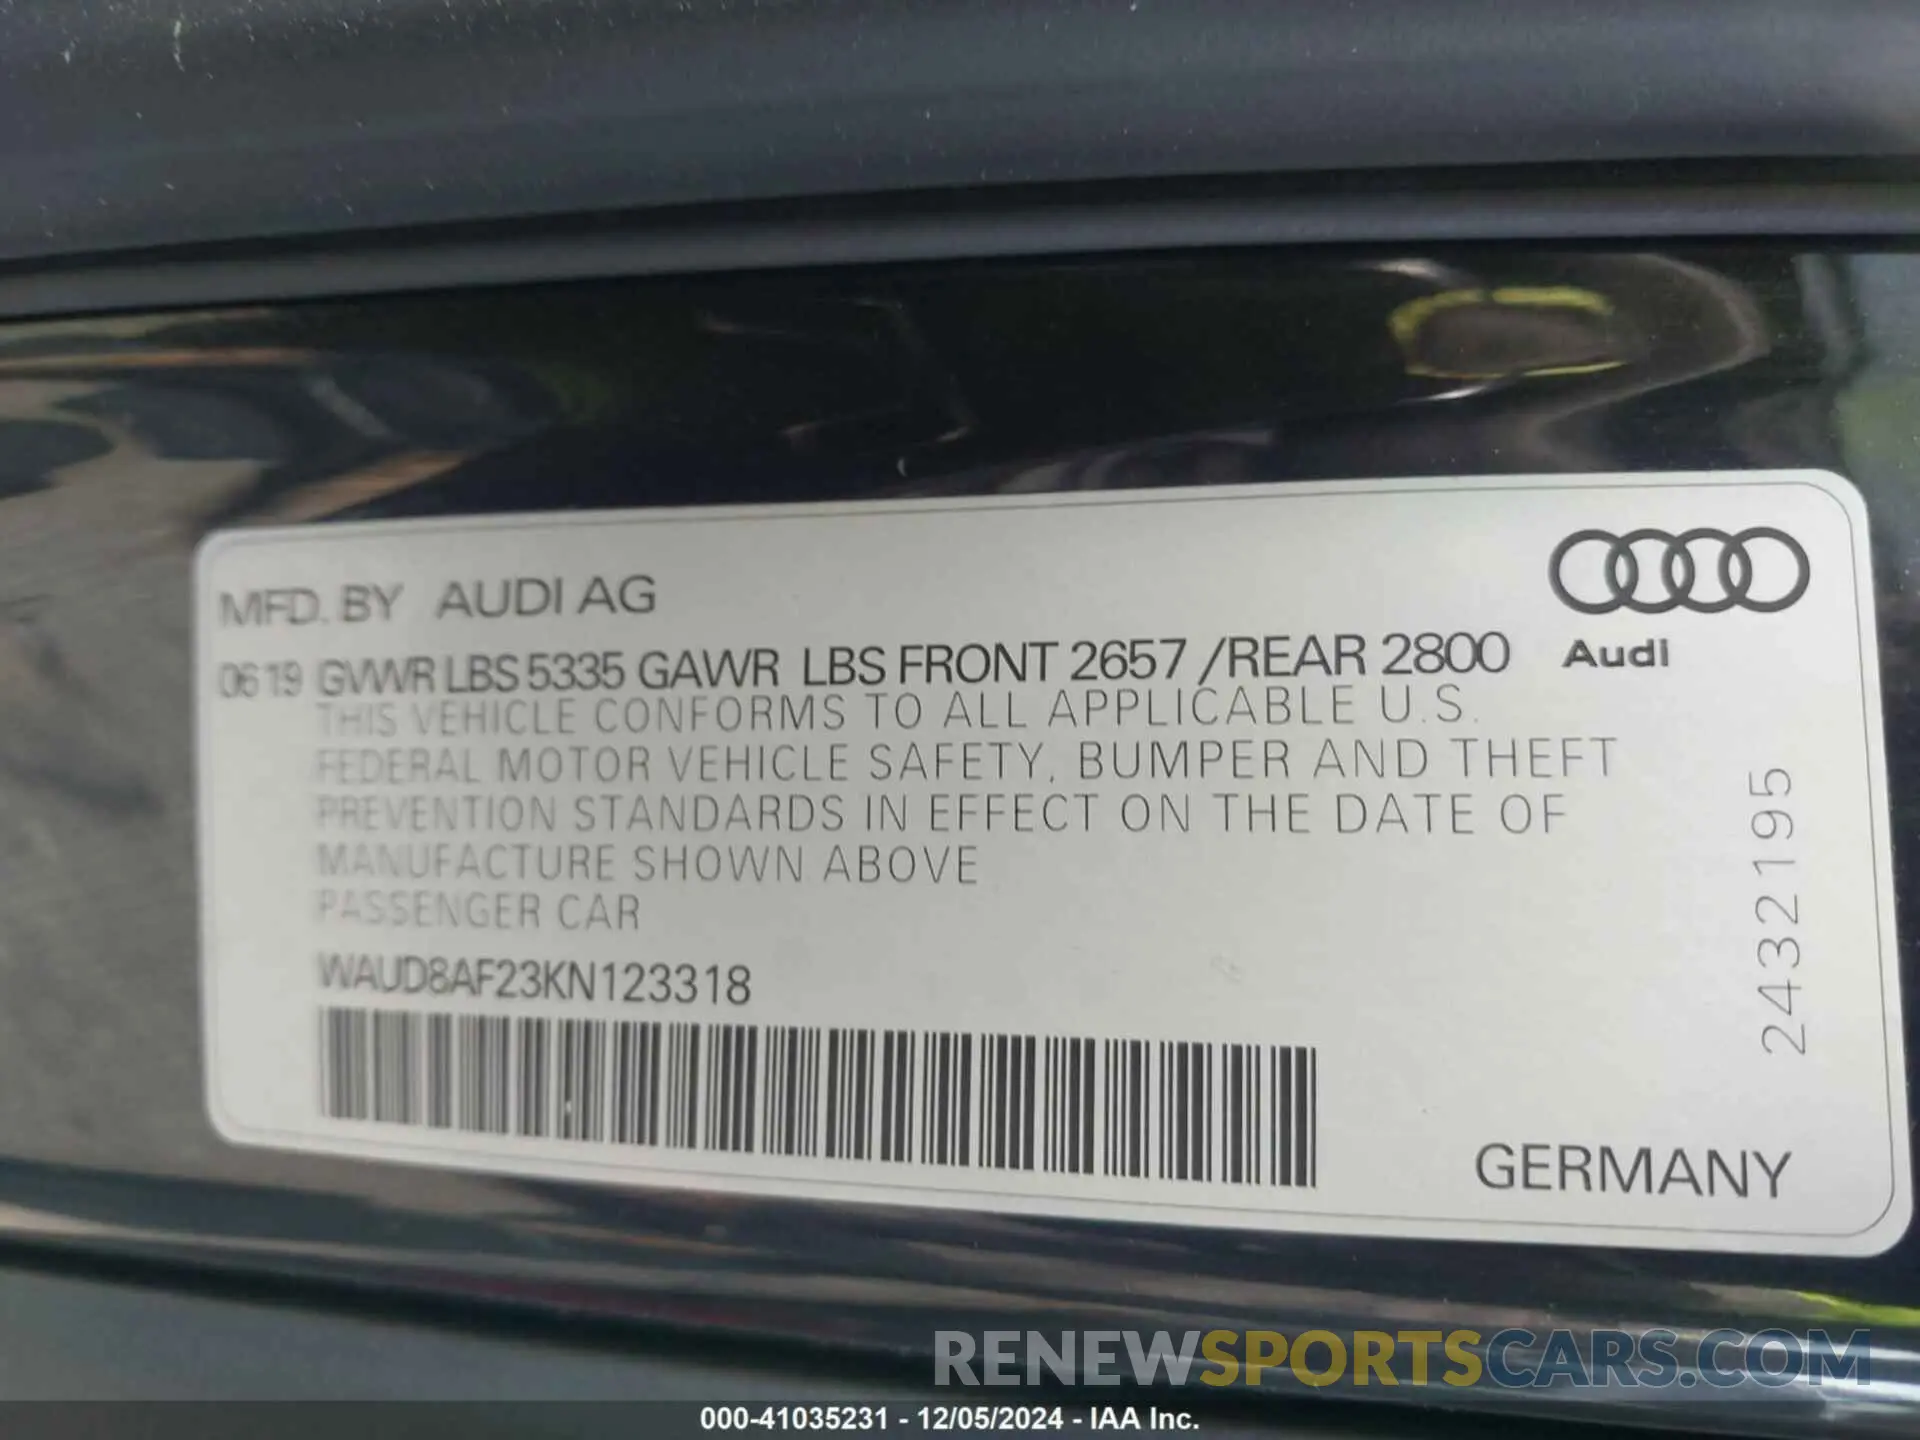 MFD. BY AUDI AG
Audi
0619 GVWR LBS 5335 GAWR LBS FRONT 2657 /REAR 2800
THIS VEHICLE CONFORMS TO ALL APPLICABLE U.S.
FEDERAL MOTOR VEHICLE SAFETY, BUMPER AND THEFT
PREVENTION STANDARDS IN EFFECT ON THE DATE OF
MANUFACTURE SHOWN ABOVE
PASSENGER CAR
WAUD8AF23KN123318
2432195
GERMANY
RENEWSPORTSCARS.COM
000-41035231 - 12/05/2024 - IAA Inc.